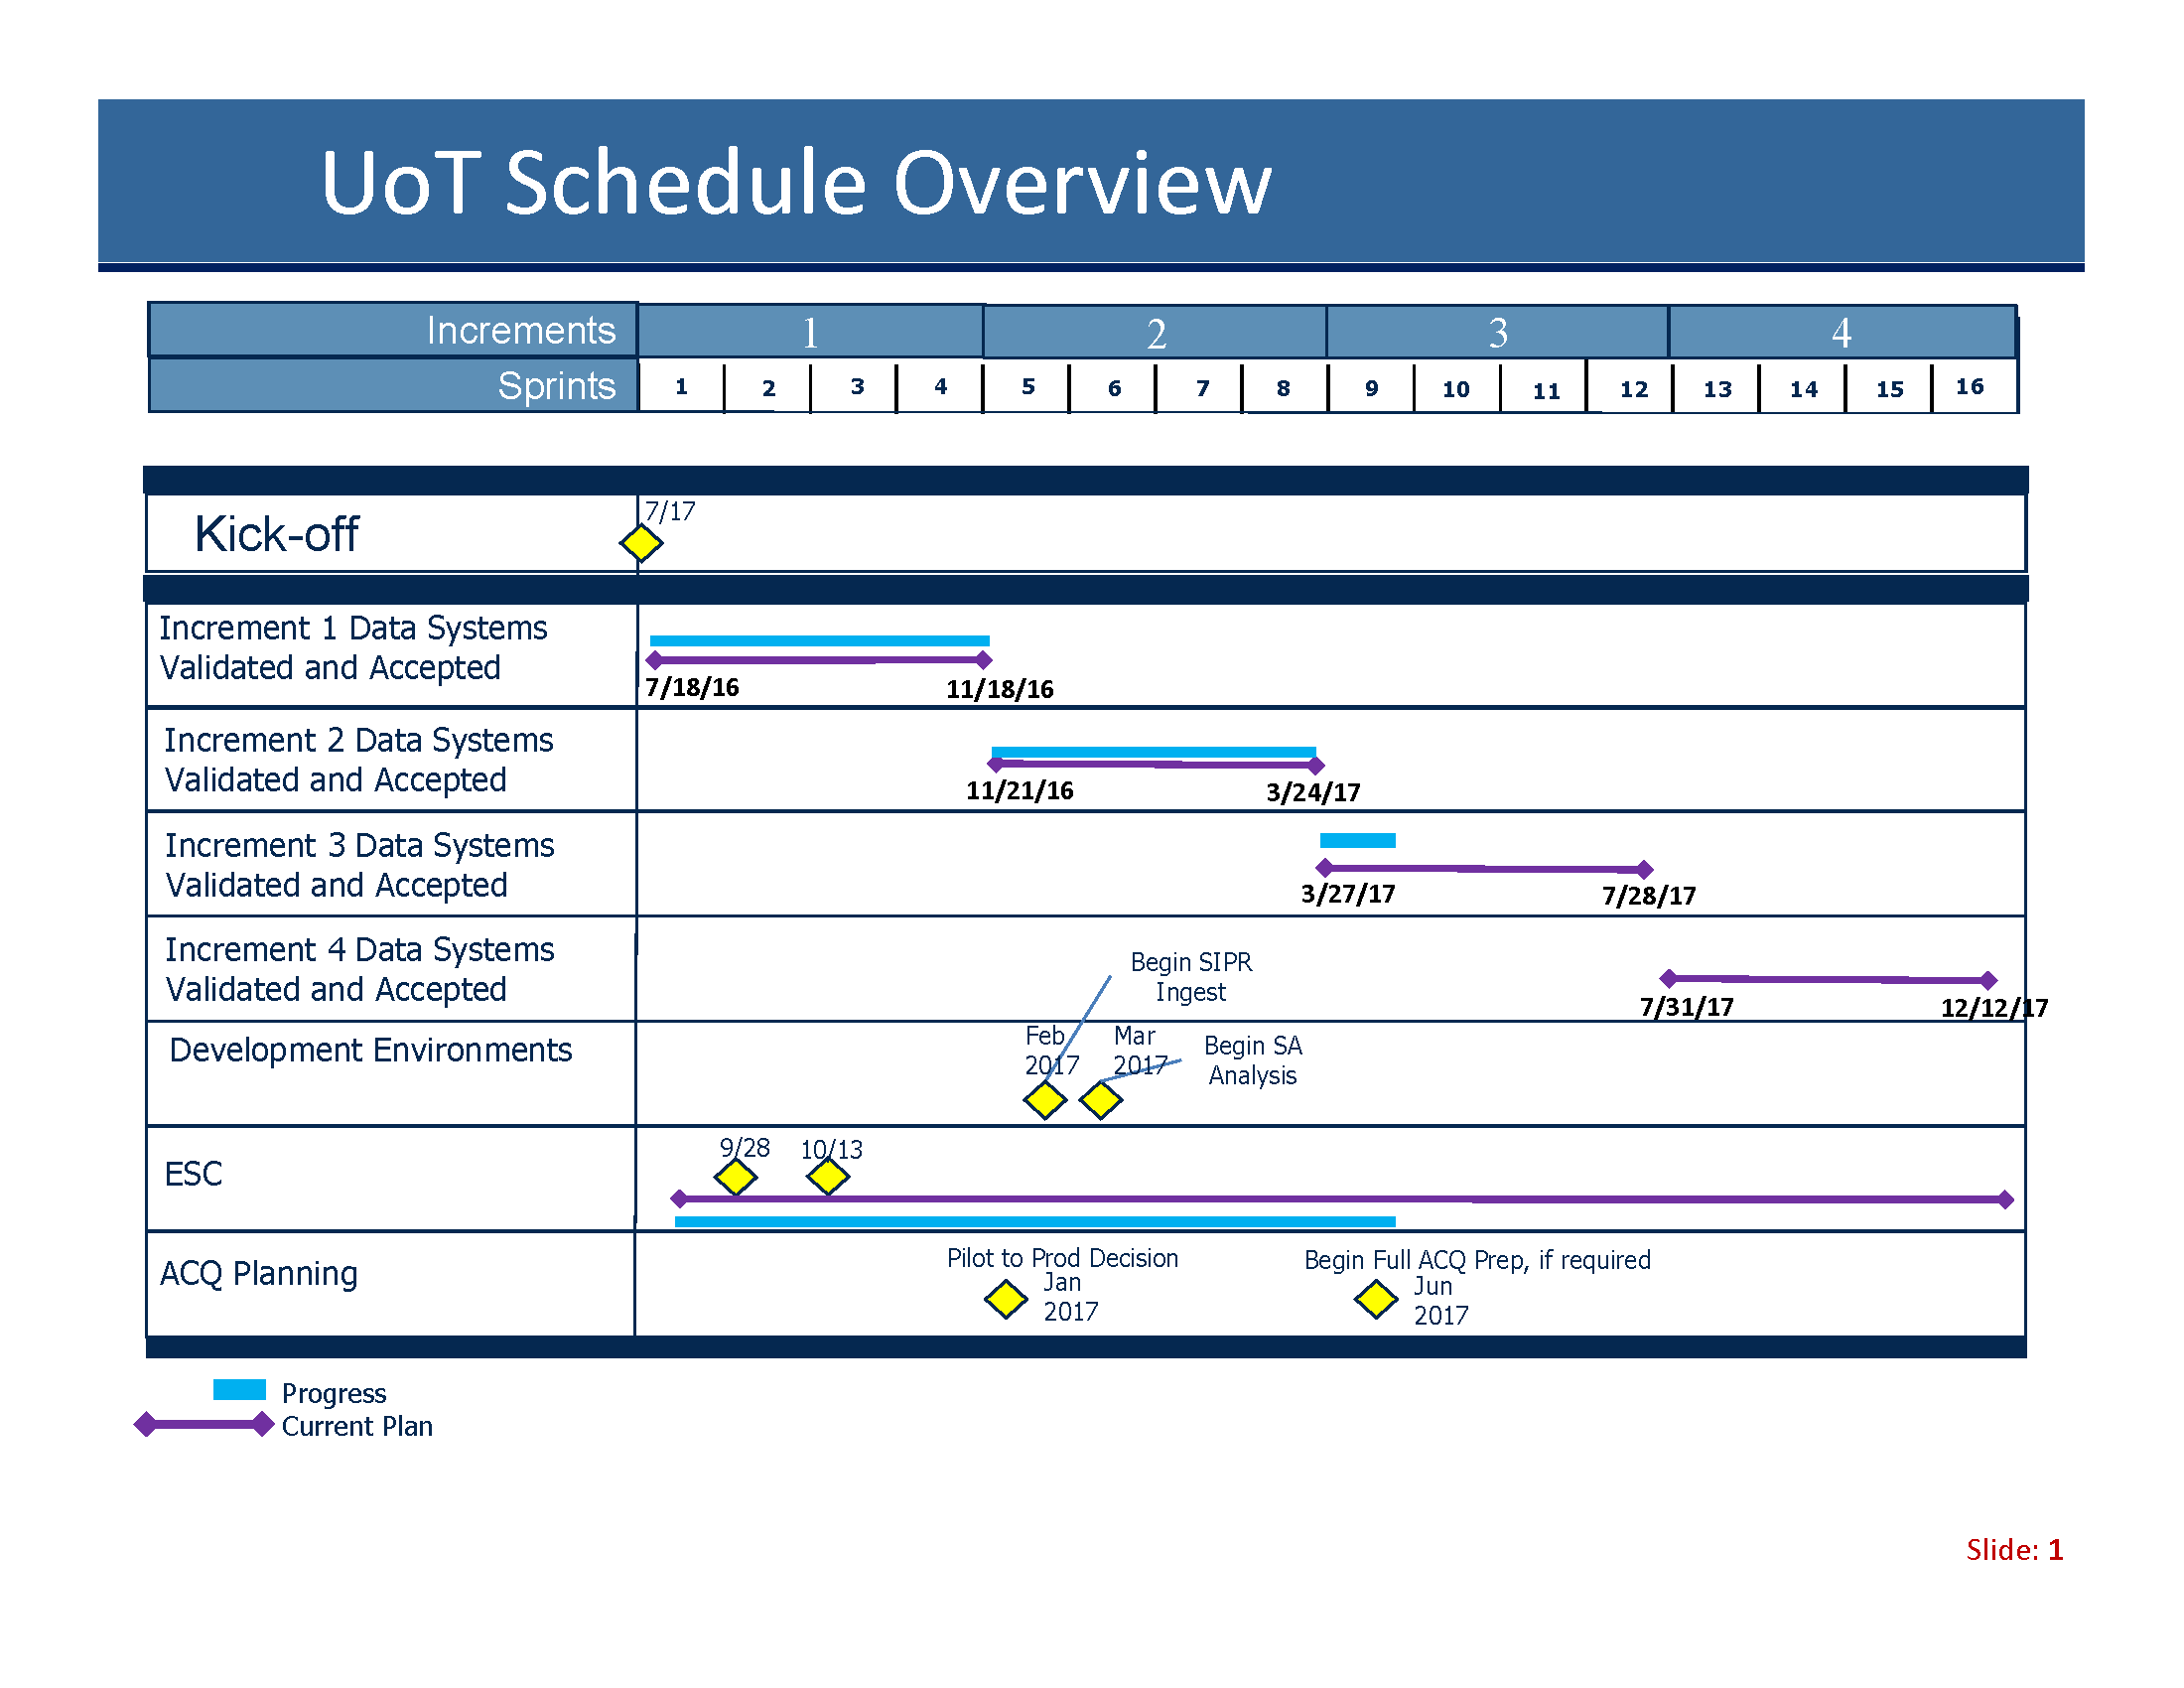 UoT Schedule Overview
Increments 1 2 3 4
Sprints 1 2 3 4 5 6 7 8 9 10 11 12 13 14 15 16
Kick-off
7/17
Increment 1 Data Systems
Validated and Accepted
7/18/16 11/18/16
Increment 2 Data Systems
Validated and Accepted
11/21/16 3/24/17
Increment 3 Data Systems
Validated and Accepted
3/27/17 7/28/17
Increment 4 Data Systems
Validated and Accepted
7/31/17 12/12/17
Development Environments
Begin SIPR
Ingest
Feb
2017
Mar
2017
Begin SA
Analysis
ESC
9/28 10/13
ACQ Planning
Pilot to Prod Decision
Jan
2017
Begin Full ACQ Prep, if required
Jun
2017
Progress
Current Plan
Slide: 1